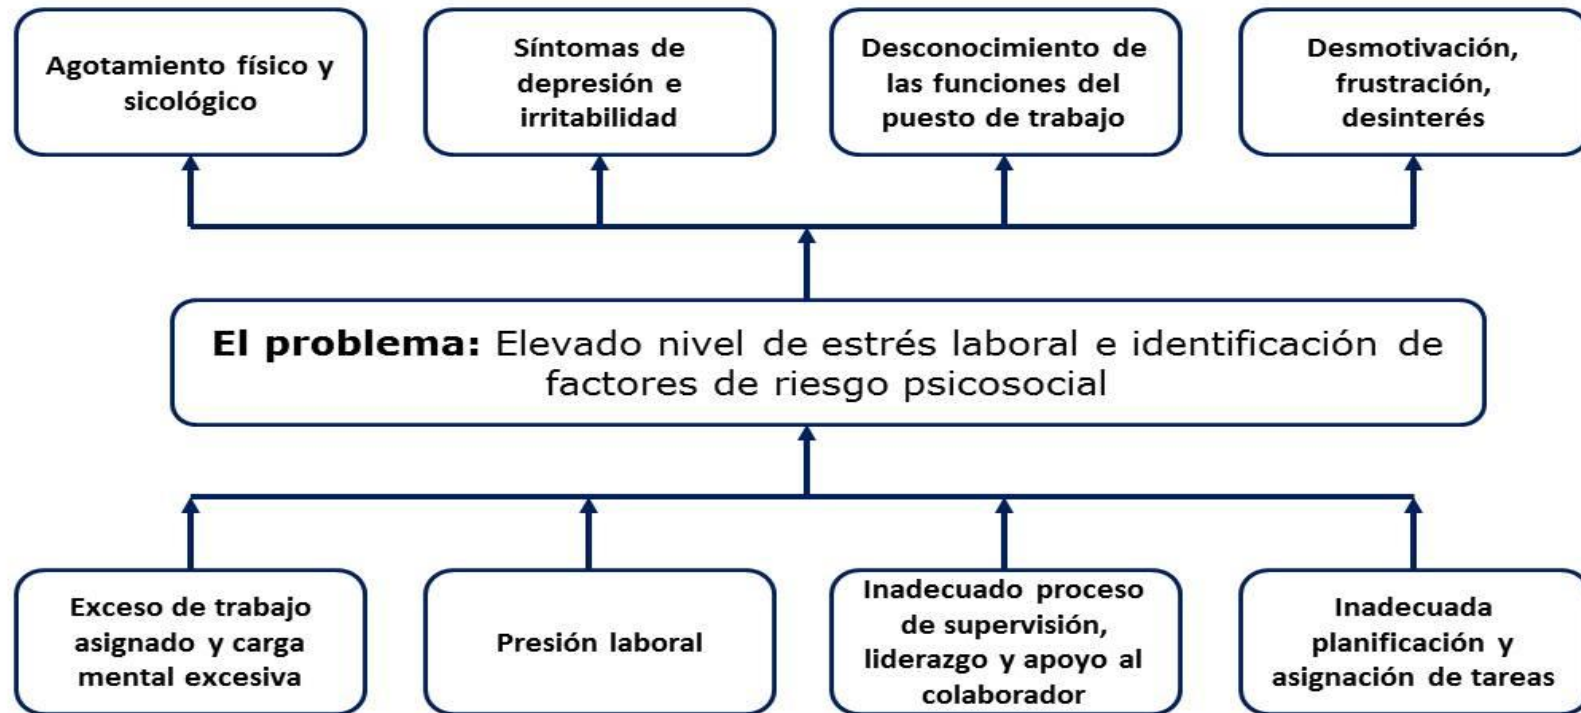 Agotamiento físico y
sicológico
Síntomas de
depresión e
irritabilidad
Desconocimiento de
las funciones del
puesto de trabajo
Desmotivación,
frustración,
desinterés
El problema: Elevado nivel de estrés laboral e identificación de
factores de riesgo psicosocial
Exceso de trabajo
asignado y carga
mental excesiva
Presión laboral
Inadecuado proceso
de supervisión,
liderazgo y apoyo al
colaborador
Inadecuada
planificación y
asignación de tareas